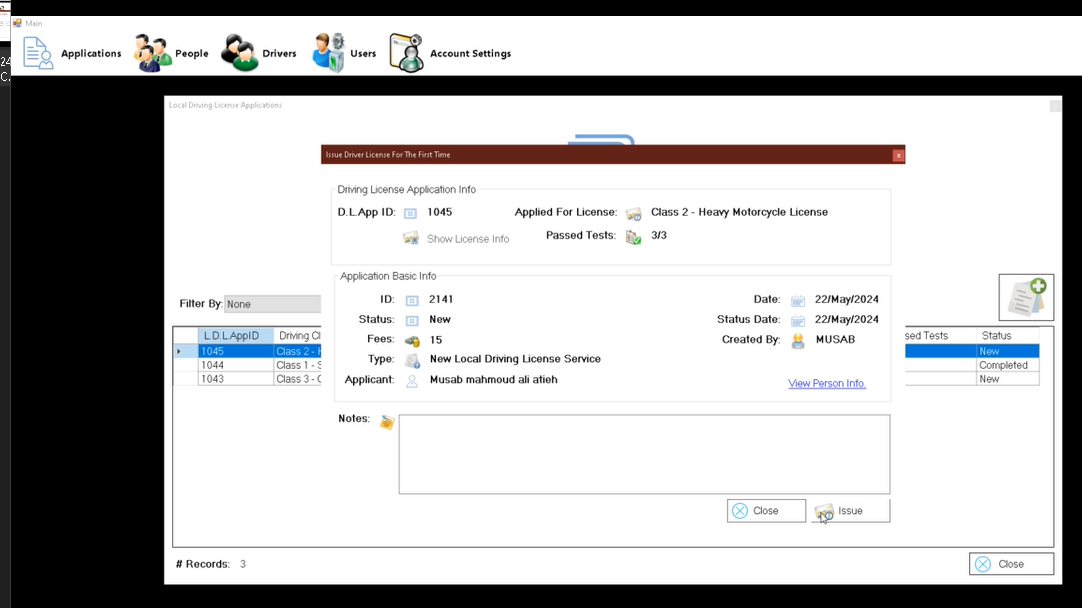 Main
24
C.
Applications People Drivers Users Account Settings
Local Driving License Applications
Issue Driver License For The First Time
x
Driving License Application Info
D.L.App ID: 1045 Applied For License: Class 2 - Heavy Motorcycle License
Show License Info Passed Tests: 3/3
Application Basic Info
ID: 2141 Date: 22/May/2024
Status: New Status Date: 22/May/2024
Fees: 15 Created By: MUSAB
Type: New Local Driving License Service
Applicant: Musab mahmoud ali atieh
View Person Info.
Notes:
Close Issue
Filter By: None
L.D.L.AppID Driving Cl sed Tests Status
1045 Class 2 - H New
1044 Class 1 - S Completed
1043 Class 3 - C New
# Records: 3 Close